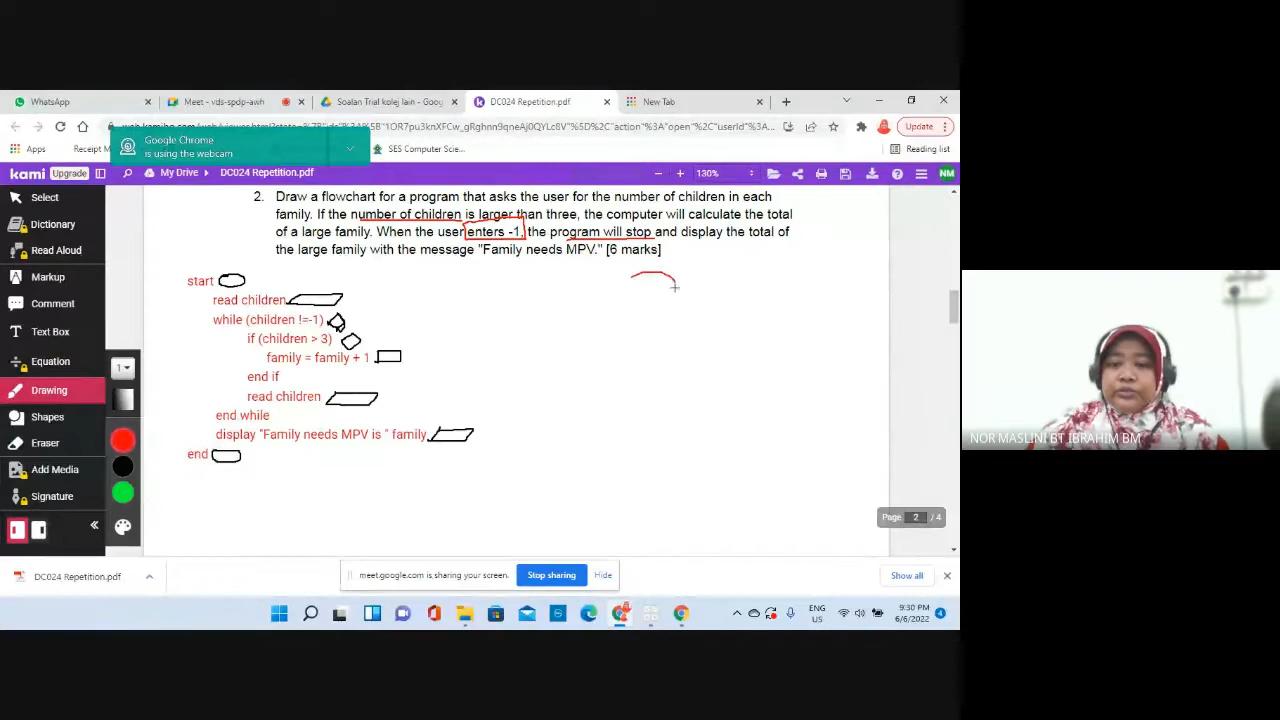 WhatsApp
Meet - vds-spdp-awh
Soalan Trial kolej lain - Goog
DC024 Repetition.pdf
New Tab
Update
Google Chrome
is using the webcam
Apps
Receipt M
SES Computer Scie...
Reading list
kami Upgrade
My Drive
DC024 Repetition.pdf
130%
NM
Select
Dictionary
Read Aloud
Markup
Comment
Text Box
Equation
Drawing
Shapes
Eraser
Add Media
Signature
1
2. Draw a flowchart for a program that asks the user for the number of children in each
family. If the number of children is larger than three, the computer will calculate the total
of a large family. When the user enters -1, the program will stop and display the total of
the large family with the message "Family needs MPV." [6 marks]
start
read children
while (children !=-1)
if (children > 3)
family = family + 1
end if
read children
end while
display "Family needs MPV is " family
end
Page 2 / 4
NOR MASLINI BT IBRAHIM BM
DC024 Repetition.pdf
meet.google.com is sharing your screen.
Stop sharing
Hide
Show all
ENG
US
9:30 PM
6/6/2022
4